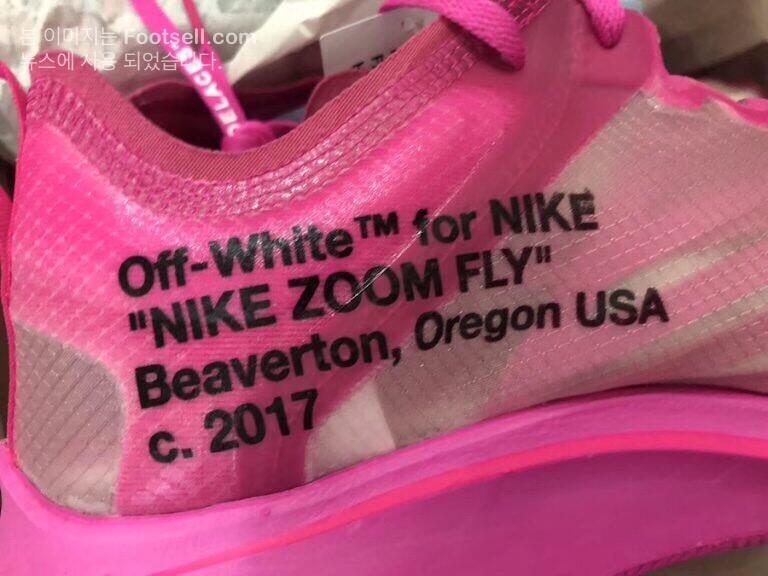 본 이미지는 Footsell.com
뉴스에 사용 되었습니다.
Off-White™ for NIKE
"NIKE ZOOM FLY"
Beaverton, Oregon USA
c. 2017